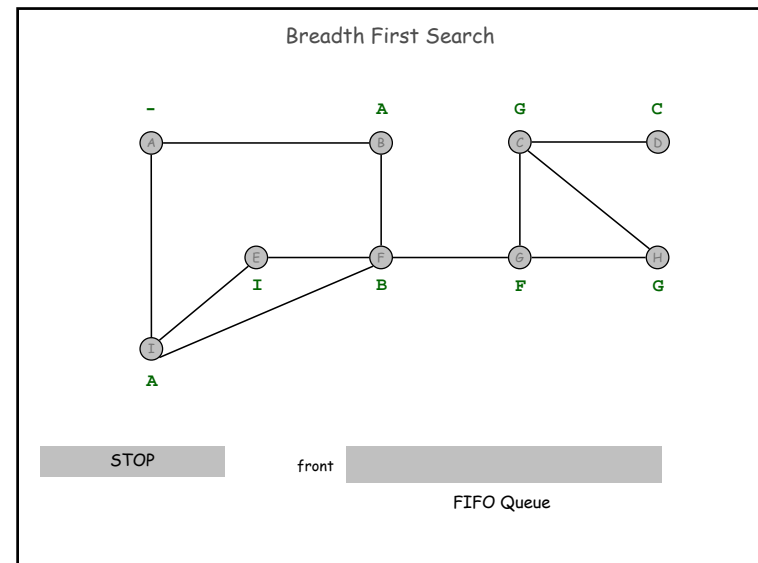 Breadth First Search
- A G C
A B C D
E F G H
I B F G
I
A
STOP
front
FIFO Queue